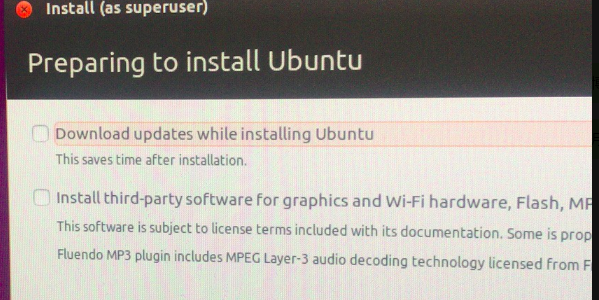 Install (as superuser)
Preparing to install Ubuntu
Download updates while installing Ubuntu
This saves time after installation.
Install third-party software for graphics and Wi-Fi hardware, Flash,
This software is subject to license terms included with its documentation. Some is
Fluendo MP3 plugin includes MPEG Layer-3 audio decoding technology licensed from